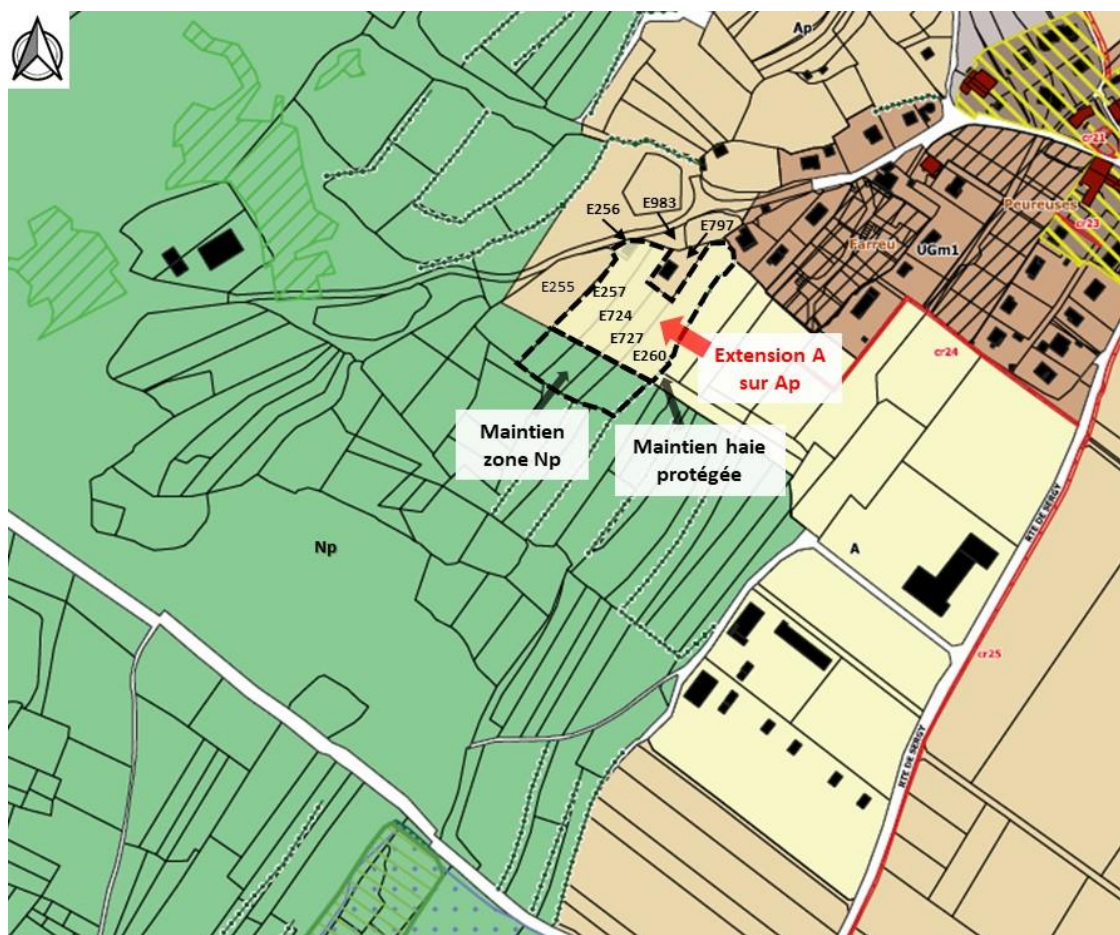 Ap
cr21
E983
E256
E797
Peureuses
cr23
Farreu
UGm1
E255
E257
E724
E727
E260
Extension A
sur Ap
cr24
Maintien
zone Np
Maintien haie
protégée
RTE DE SERGY
Np
A
cr25
RTE DE SERGY